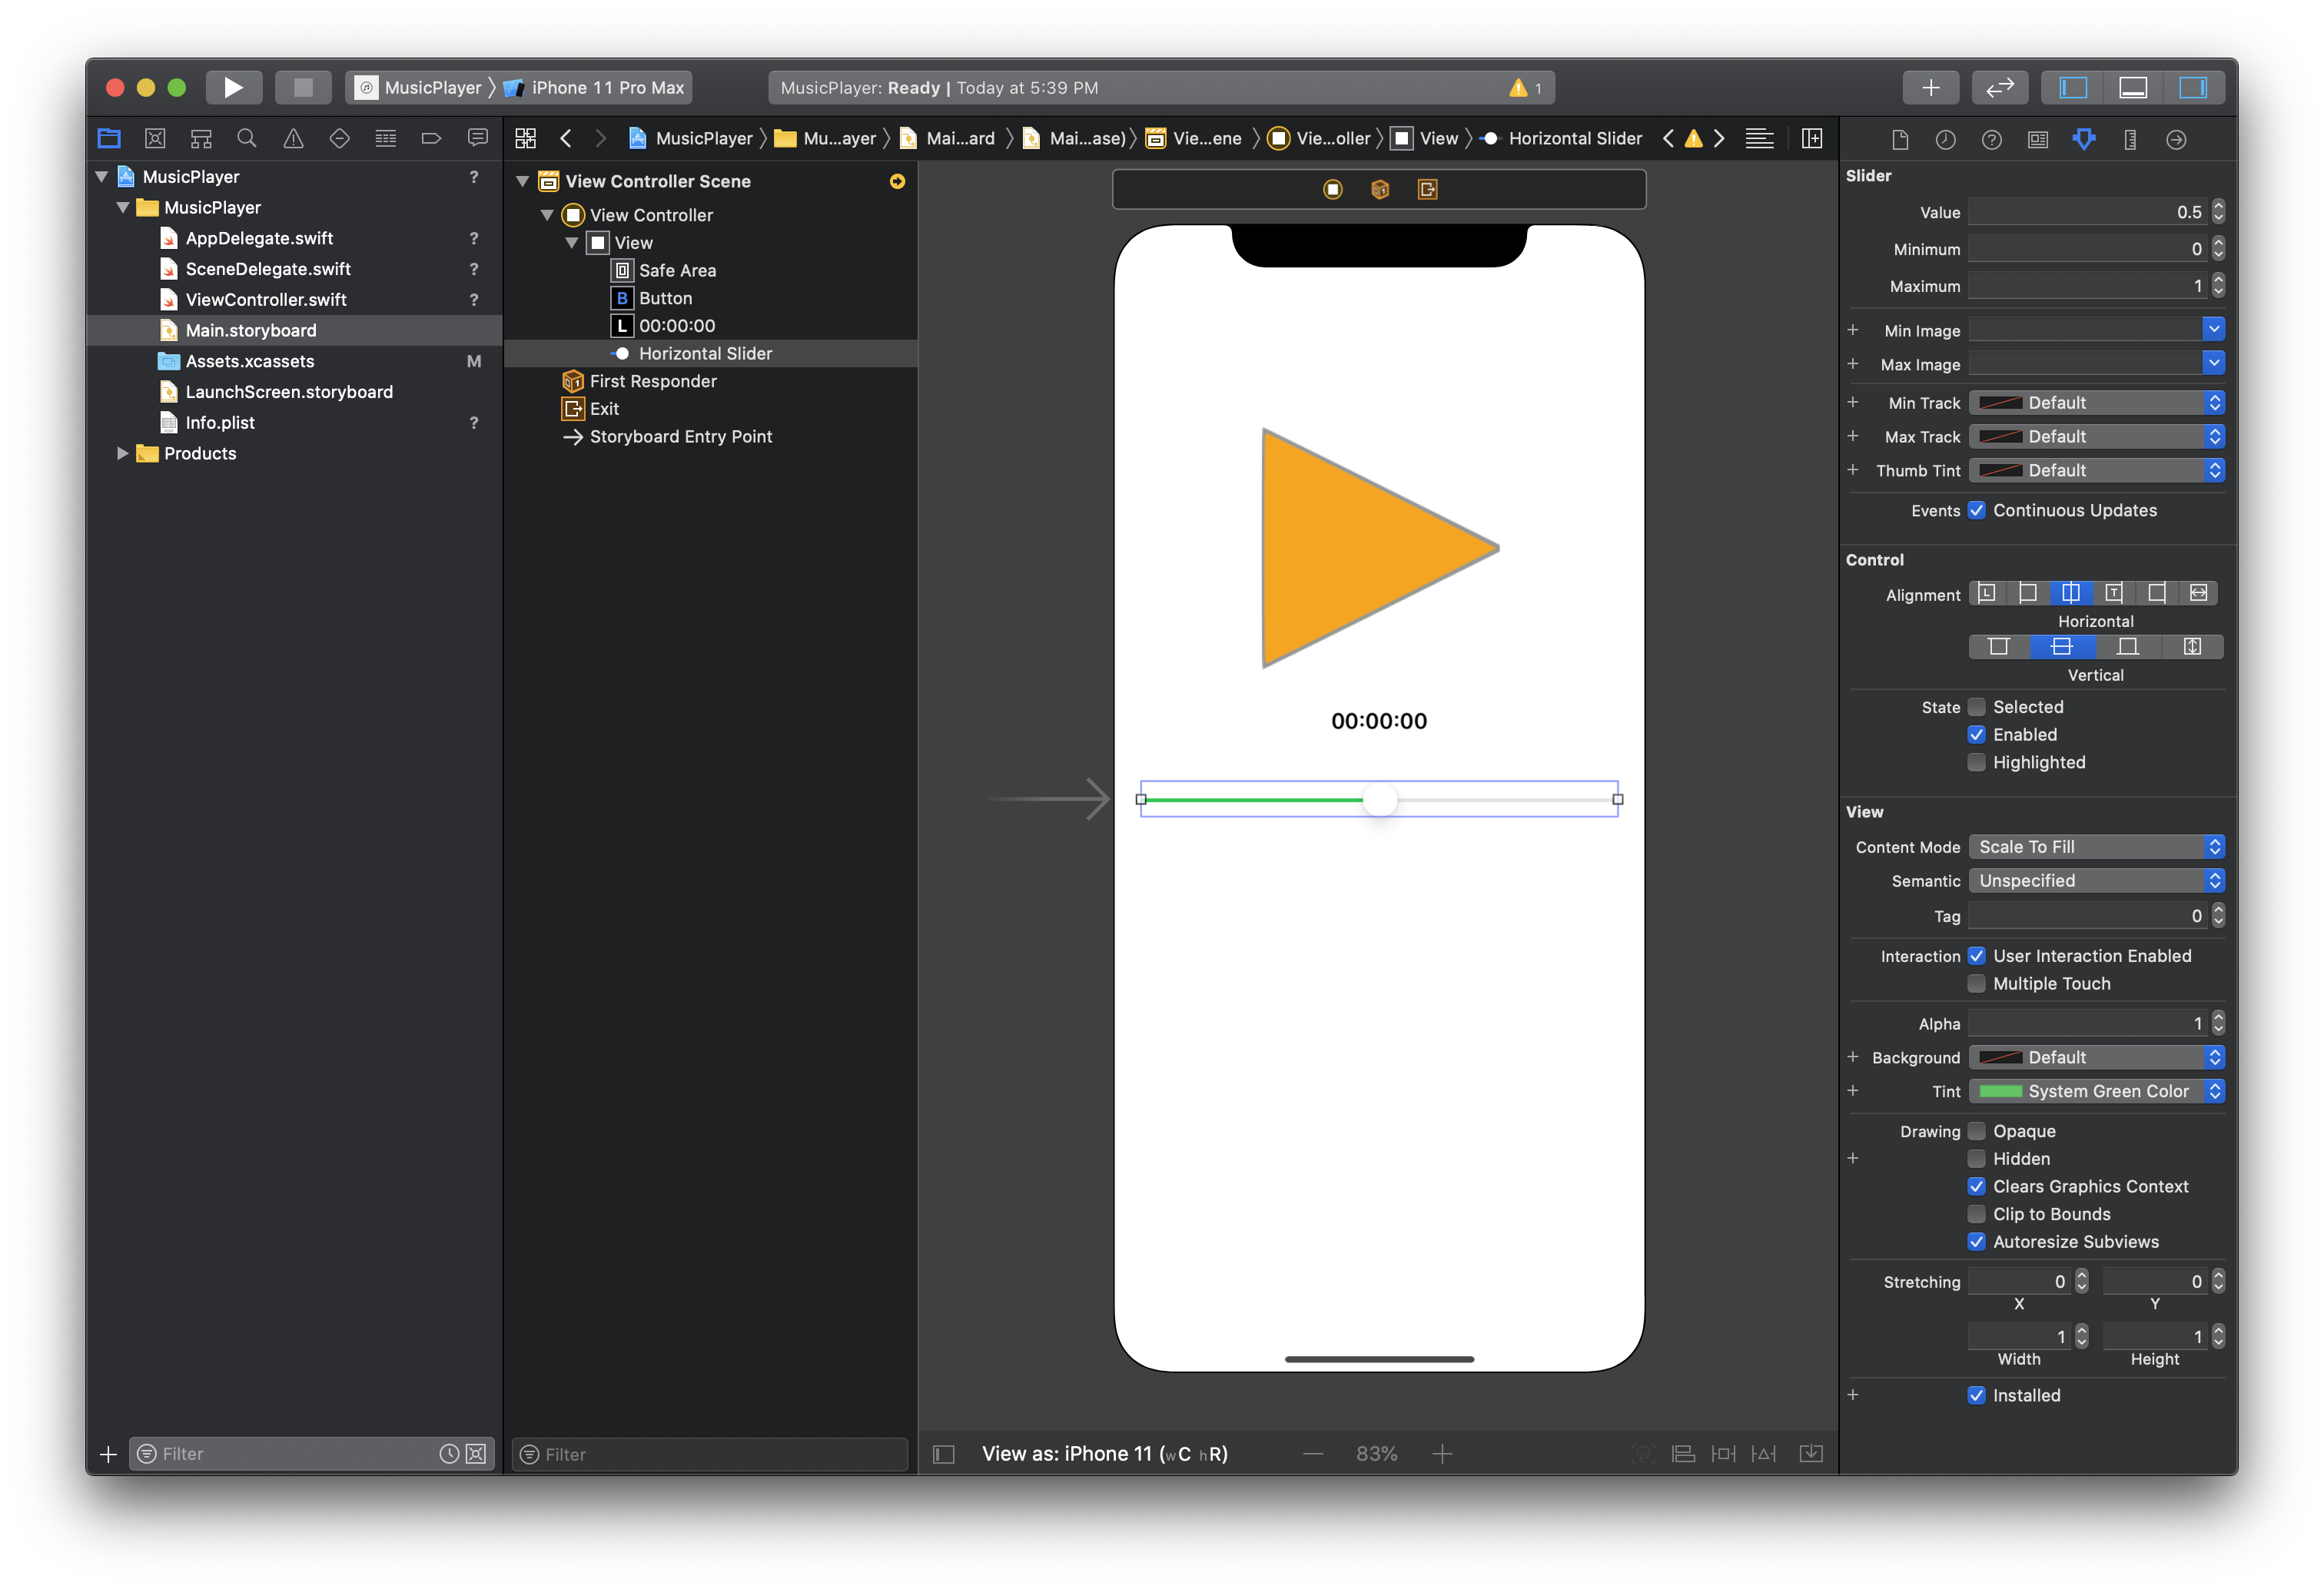 MusicPlayer iPhone 11 Pro Max
MusicPlayer: Ready | Today at 5:39 PM 1
MusicPlayer Mu...ayer Mai...ard Mai...ase) Vie...ene Vie...oller View Horizontal Slider
MusicPlayer ?
MusicPlayer
AppDelegate.swift ?
SceneDelegate.swift ?
ViewController.swift ?
Main.storyboard
Assets.xcassets M
LaunchScreen.storyboard
Info.plist ?
Products
Filter
View Controller Scene
View Controller
View
Safe Area
B Button
L 00:00:00
Horizontal Slider
First Responder
Exit
Storyboard Entry Point
Filter
00:00:00
View as: iPhone 11 (wC hR)
83%
Slider
Value 0.5
Minimum 0
Maximum 1
Min Image
Max Image
Min Track Default
Max Track Default
Thumb Tint Default
Events Continuous Updates
Control
Alignment L T
Horizontal
Vertical
State Selected
Enabled
Highlighted
View
Content Mode Scale To Fill
Semantic Unspecified
Tag 0
Interaction User Interaction Enabled
Multiple Touch
Alpha 1
Background Default
Tint System Green Color
Drawing Opaque
Hidden
Clears Graphics Context
Clip to Bounds
Autoresize Subviews
Stretching 0 0
X Y
1 1
Width Height
Installed